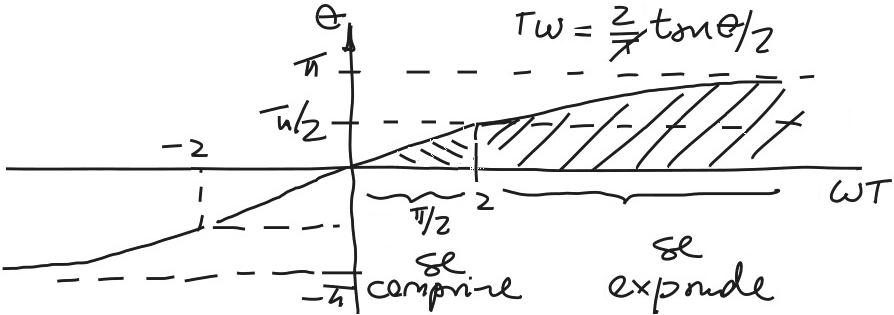 θ
Tω = 2/T tan θ/2
π
π/2
-2
2
ωT
π/2
-π
se
comprime
se
expande